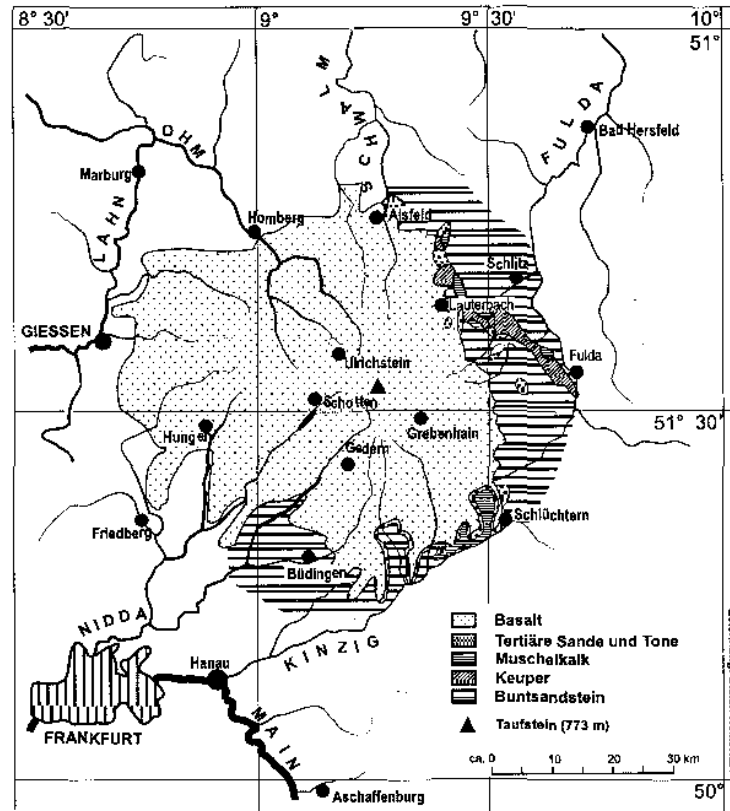 8° 30'
9°
9° 30'
10°
51°
SCHWALM
FULDA
OHM
Bad Hersfeld
Marburg
LAHN
Homberg
Alsfeld
Schlitz
Lauterbach
GIESSEN
Ulrichstein
Fulda
Schotten
51° 30'
Hungen
Grebenhain
Gedern
Friedberg
Schlüchtern
Büdingen
NIDDA
KINZIG
Basalt
Tertiäre Sande und Tone
Muschelkalk
Keuper
Buntsandstein
Taufstein (773 m)
Hanau
MAIN
FRANKFURT
ca. 0 10 20 30 km
50°
Aschaffenburg